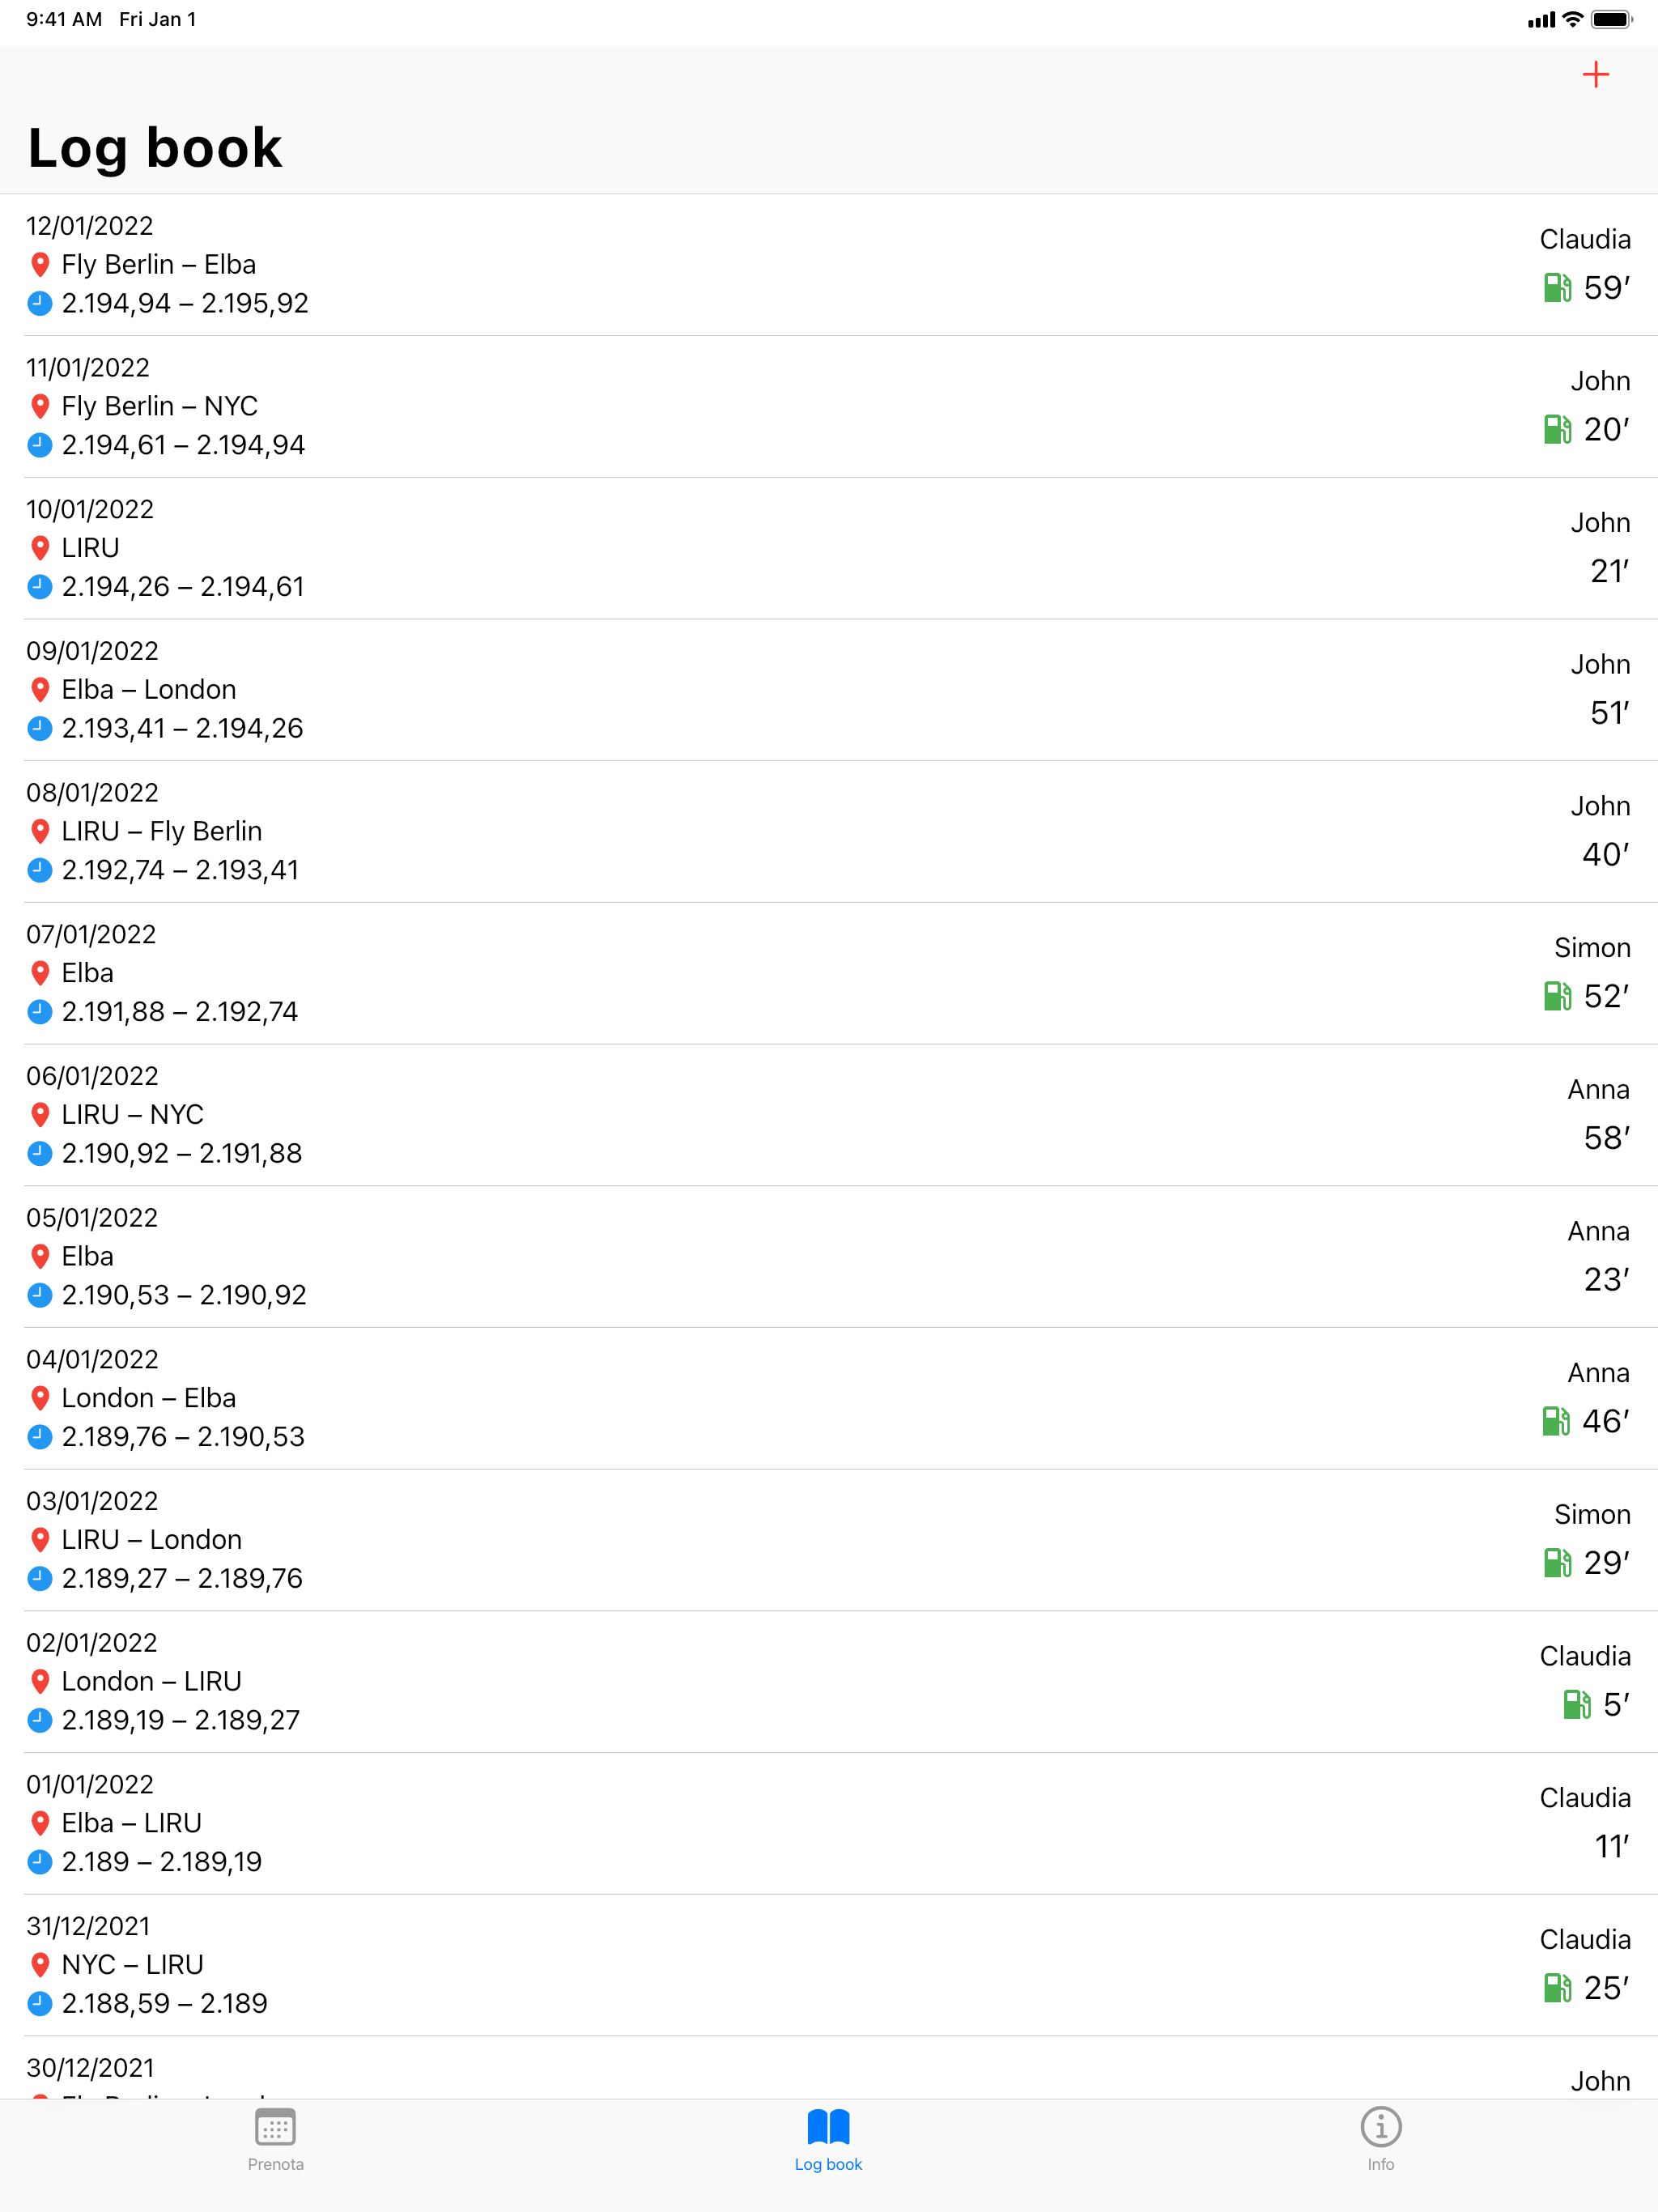 9:41 AM Fri Jan 1
Log book
12/01/2022
Claudia
Fly Berlin – Elba
59′
2.194,94 – 2.195,92
11/01/2022
John
Fly Berlin – NYC
20′
2.194,61 – 2.194,94
10/01/2022
John
LIRU
21′
2.194,26 – 2.194,61
09/01/2022
John
Elba – London
51′
2.193,41 – 2.194,26
08/01/2022
John
LIRU – Fly Berlin
40′
2.192,74 – 2.193,41
07/01/2022
Simon
Elba
52′
2.191,88 – 2.192,74
06/01/2022
Anna
LIRU – NYC
58′
2.190,92 – 2.191,88
05/01/2022
Anna
Elba
23′
2.190,53 – 2.190,92
04/01/2022
Anna
London – Elba
46′
2.189,76 – 2.190,53
03/01/2022
Simon
LIRU – London
29′
2.189,27 – 2.189,76
02/01/2022
Claudia
London – LIRU
5′
2.189,19 – 2.189,27
01/01/2022
Claudia
Elba – LIRU
11′
2.189 – 2.189,19
31/12/2021
Claudia
NYC – LIRU
25′
2.188,59 – 2.189
30/12/2021
John
Prenota
Log book
Info